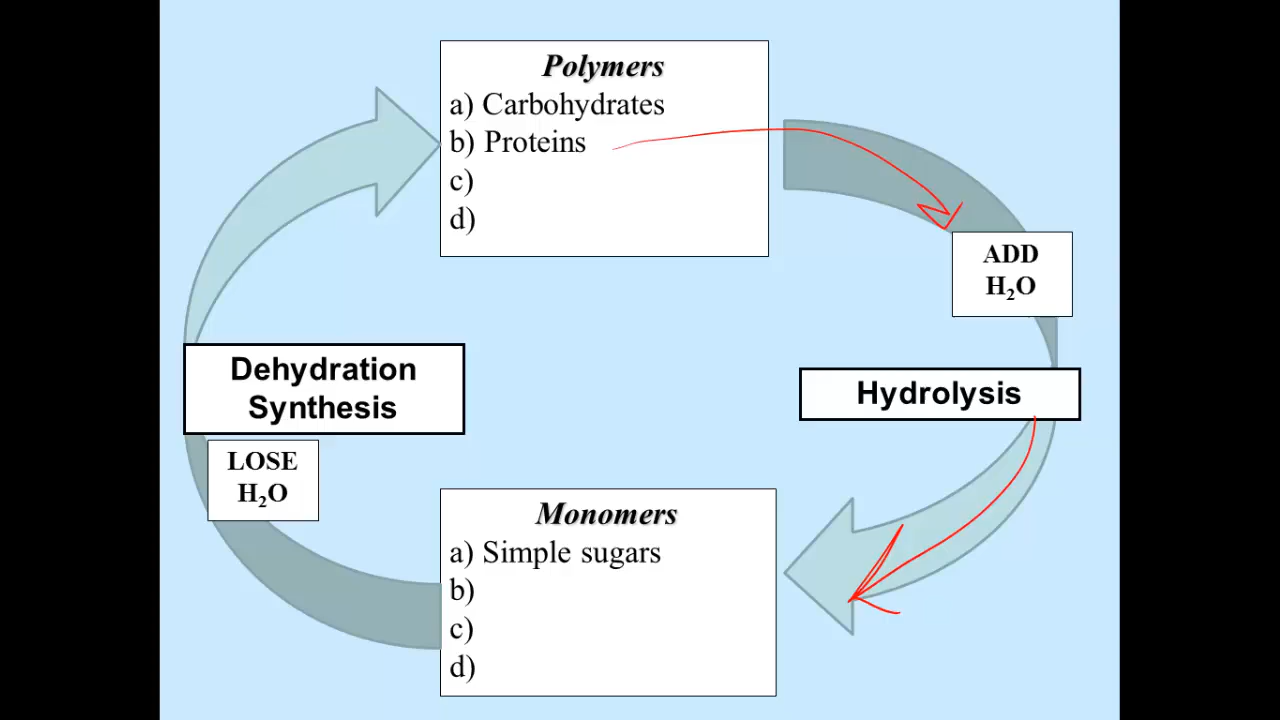 Polymers
a) Carbohydrates
b) Proteins
c)
d)
ADD
H₂O
Dehydration
Synthesis
Hydrolysis
LOSE
H₂O
Monomers
a) Simple sugars
b)
c)
d)